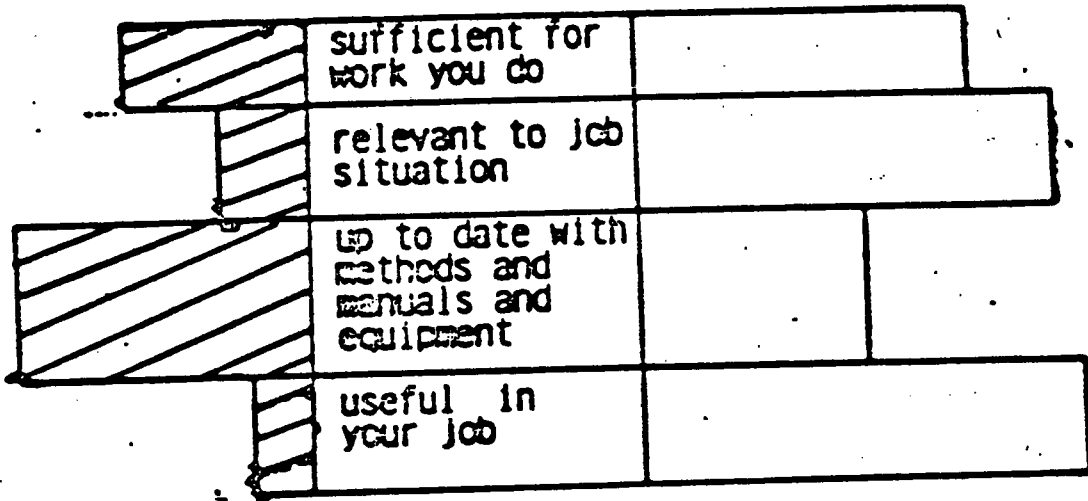 sufficient for
work you do
relevant to job
situation
up to date with
methods and
manuals and
equipment
useful in
your job